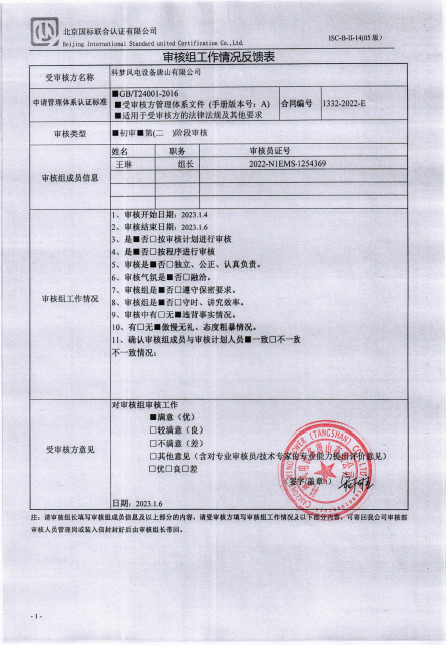 北京国标联合认证有限公司
Beijing International Standard united Certification Co.,Ltd.
ISC-B-II-14(05版)
审核组工作情况反馈表
受审核方名称 科梦风电设备唐山有限公司
申请管理体系认证标准
■GB/T24001-2016
■受审核方管理体系文件(手册版本号:A)
■适用于受审核方的法律法规及其他要求
合同编号 1332-2022-E
审核类型 ■初审■第(二 )阶段审核
审核组成员信息
姓名 职务 审核员证号
王琳 组长 2022-N1EMS-1254369
审核组工作情况
1、审核开始日期:2023.1.4
2、审核结束日期:2023.1.6
3、是■否□按审核计划进行审核
4、是■否□按程序进行审核
5、审核是■否□独立、公正、认真负责。
6、审核气氛是■否□融洽。
7、审核组是■否□遵守保密要求。
8、审核组是■否□守时、讲究效率。
9、审核中有□无■违背事实情况。
10、有□无■傲慢无礼、态度粗暴情况。
11、确认审核组成员与审核计划人员■一致□不一致
不一致情况:
受审核方意见
对审核组审核工作
■满意(优)
□较满意(良)
□不满意(差)
□其他意见(含对专业审核员/技术专家的专业能力提出评价意见)
□优□良□差
(签字/盖章)
日期:2023.1.6
注:请审核组长填写审核组成员信息及以上部分的内容,请受审核方填写审核组工作情况及以下部分内容,可寄回我公司审核部
审核人员管理岗或装入信封封好后由审核组长带回。
- 1 -